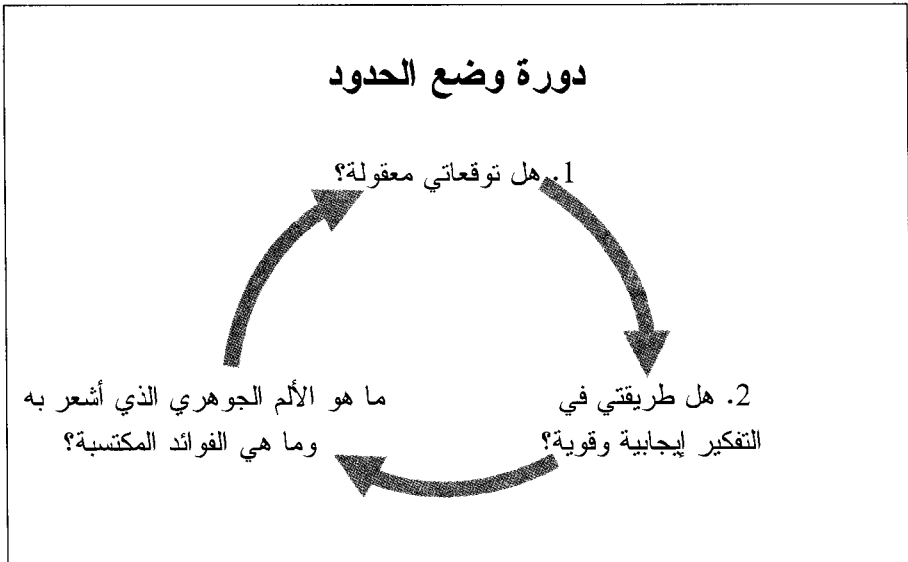 دورة وضع الحدود
1. هل توقعاتي معقولة؟
2. هل طريقتي في
التفكير إيجابية وقوية؟
ما هو الألم الجوهري الذي أشعر به
وما هي الفوائد المكتسبة؟